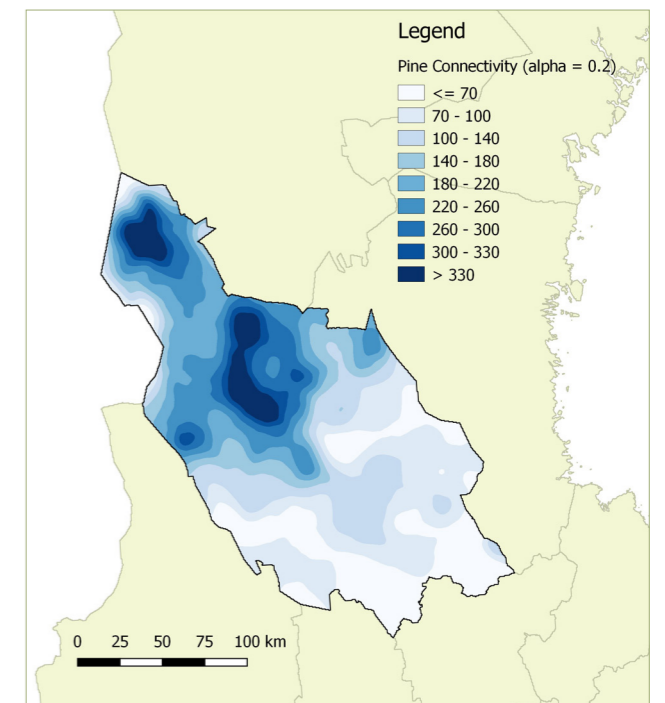 Legend
Pine Connectivity (alpha = 0.2)
<= 70
70 - 100
100 - 140
140 - 180
180 - 220
220 - 260
260 - 300
300 - 330
> 330
0 25 50 75 100 km